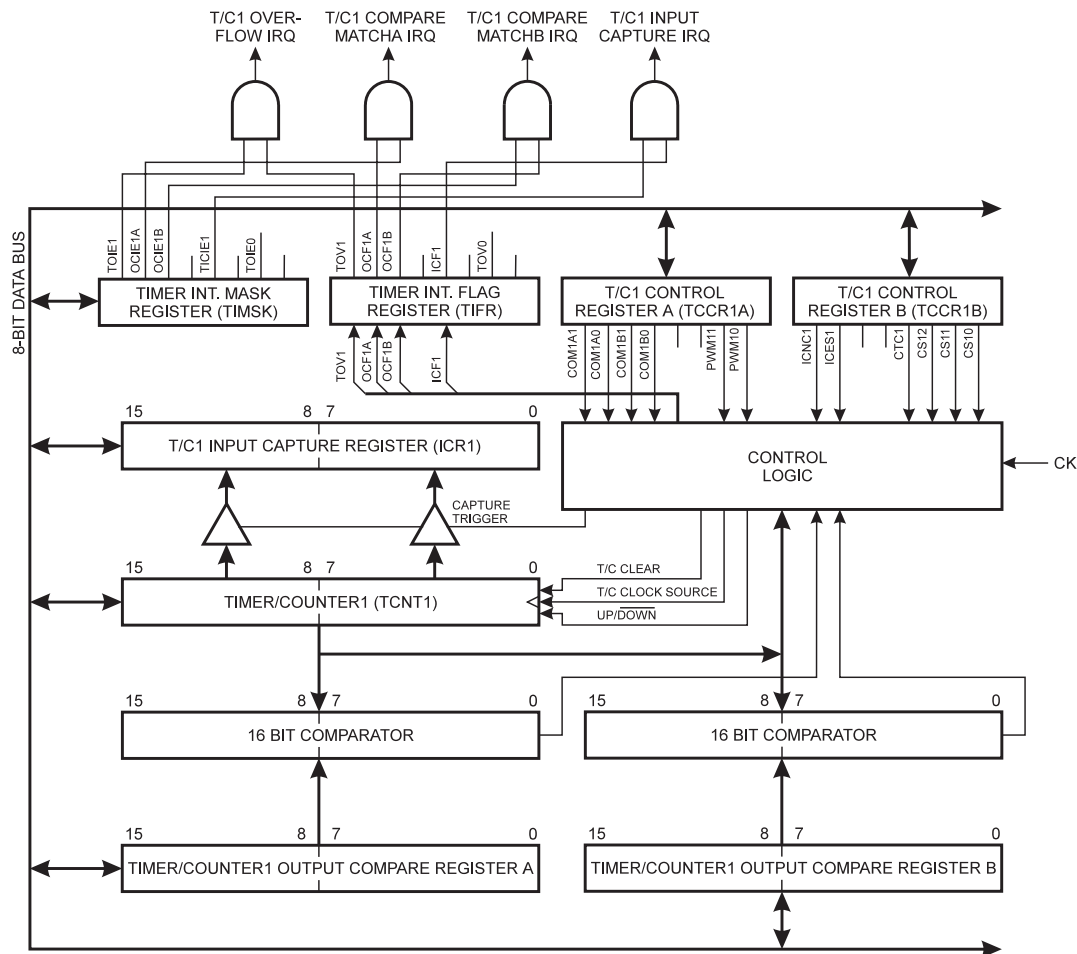 T/C1 OVER-
FLOW IRQ
T/C1 COMPARE
MATCHA IRQ
T/C1 COMPARE
MATCHB IRQ
T/C1 INPUT
CAPTURE IRQ
8-BIT DATA BUS
TOIE1
OCIE1A
OCIE1B
TICIE1
TOIE0
TOV1
OCF1A
OCF1B
ICF1
TOV0
TIMER INT. MASK
REGISTER (TIMSK)
TIMER INT. FLAG
REGISTER (TIFR)
T/C1 CONTROL
REGISTER A (TCCR1A)
T/C1 CONTROL
REGISTER B (TCCR1B)
TOV1
OCF1A
OCF1B
ICF1
COM1A1
COM1A0
COM1B1
COM1B0
PWM11
PWM10
ICNC1
ICES1
CTC1
CS12
CS11
CS10
15 8 7 0
T/C1 INPUT CAPTURE REGISTER (ICR1)
CONTROL
LOGIC
CK
CAPTURE
TRIGGER
15 8 7 0
TIMER/COUNTER1 (TCNT1)
T/C CLEAR
T/C CLOCK SOURCE
UP/DOWN
15 8 7 0
16 BIT COMPARATOR
15 8 7 0
16 BIT COMPARATOR
15 8 7 0
TIMER/COUNTER1 OUTPUT COMPARE REGISTER A
15 8 7 0
TIMER/COUNTER1 OUTPUT COMPARE REGISTER B